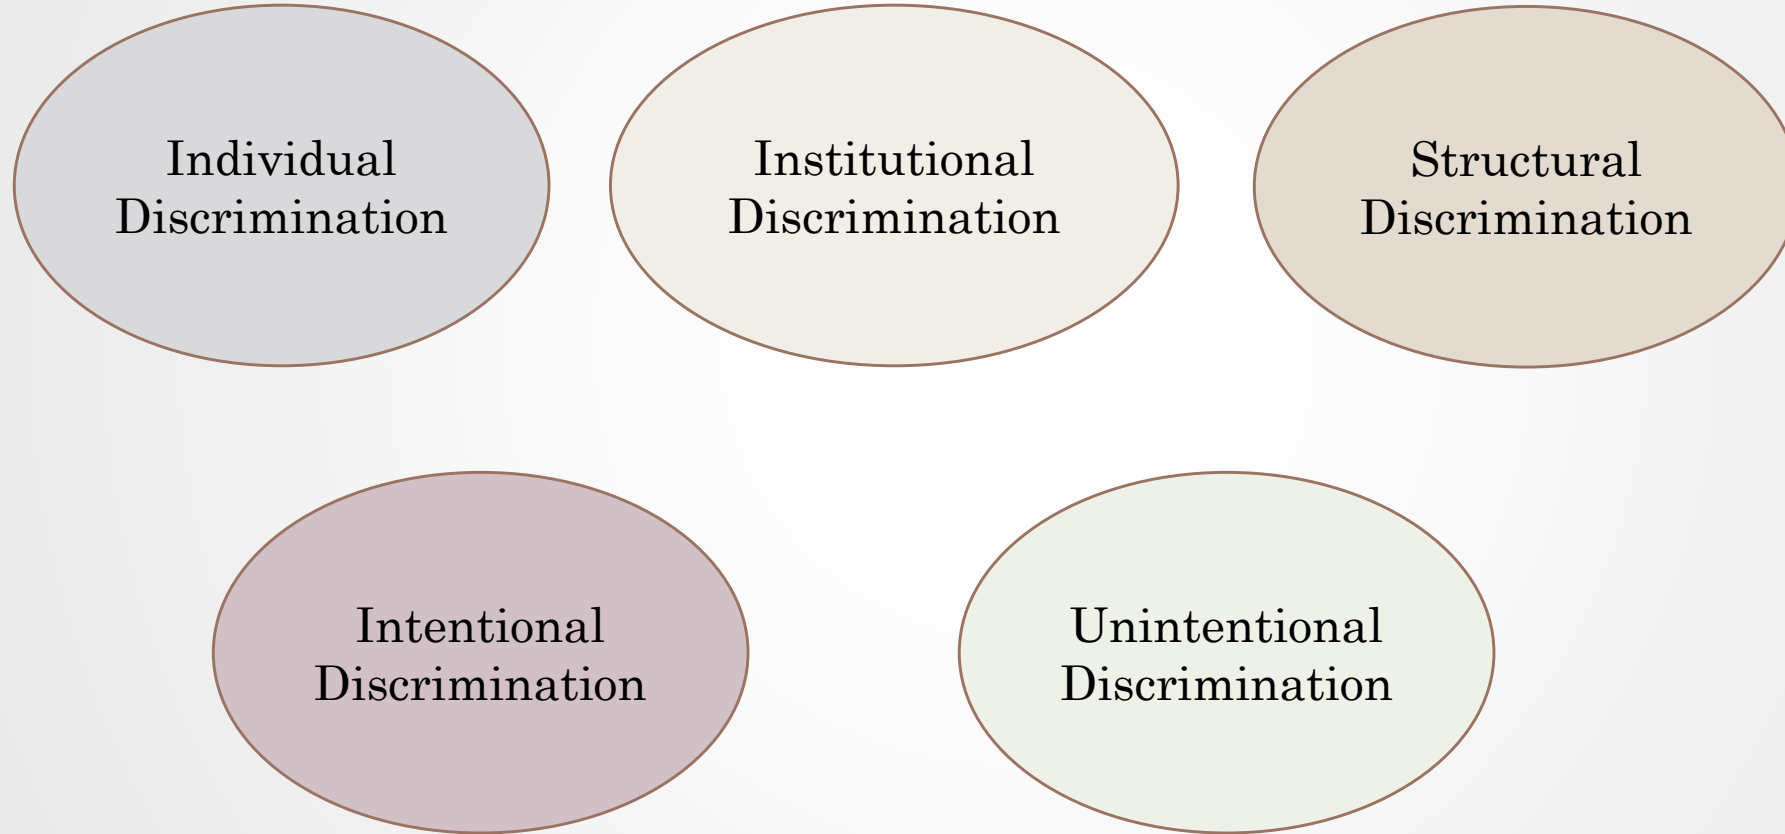 Individual
Discrimination
Institutional
Discrimination
Structural
Discrimination
Intentional
Discrimination
Unintentional
Discrimination